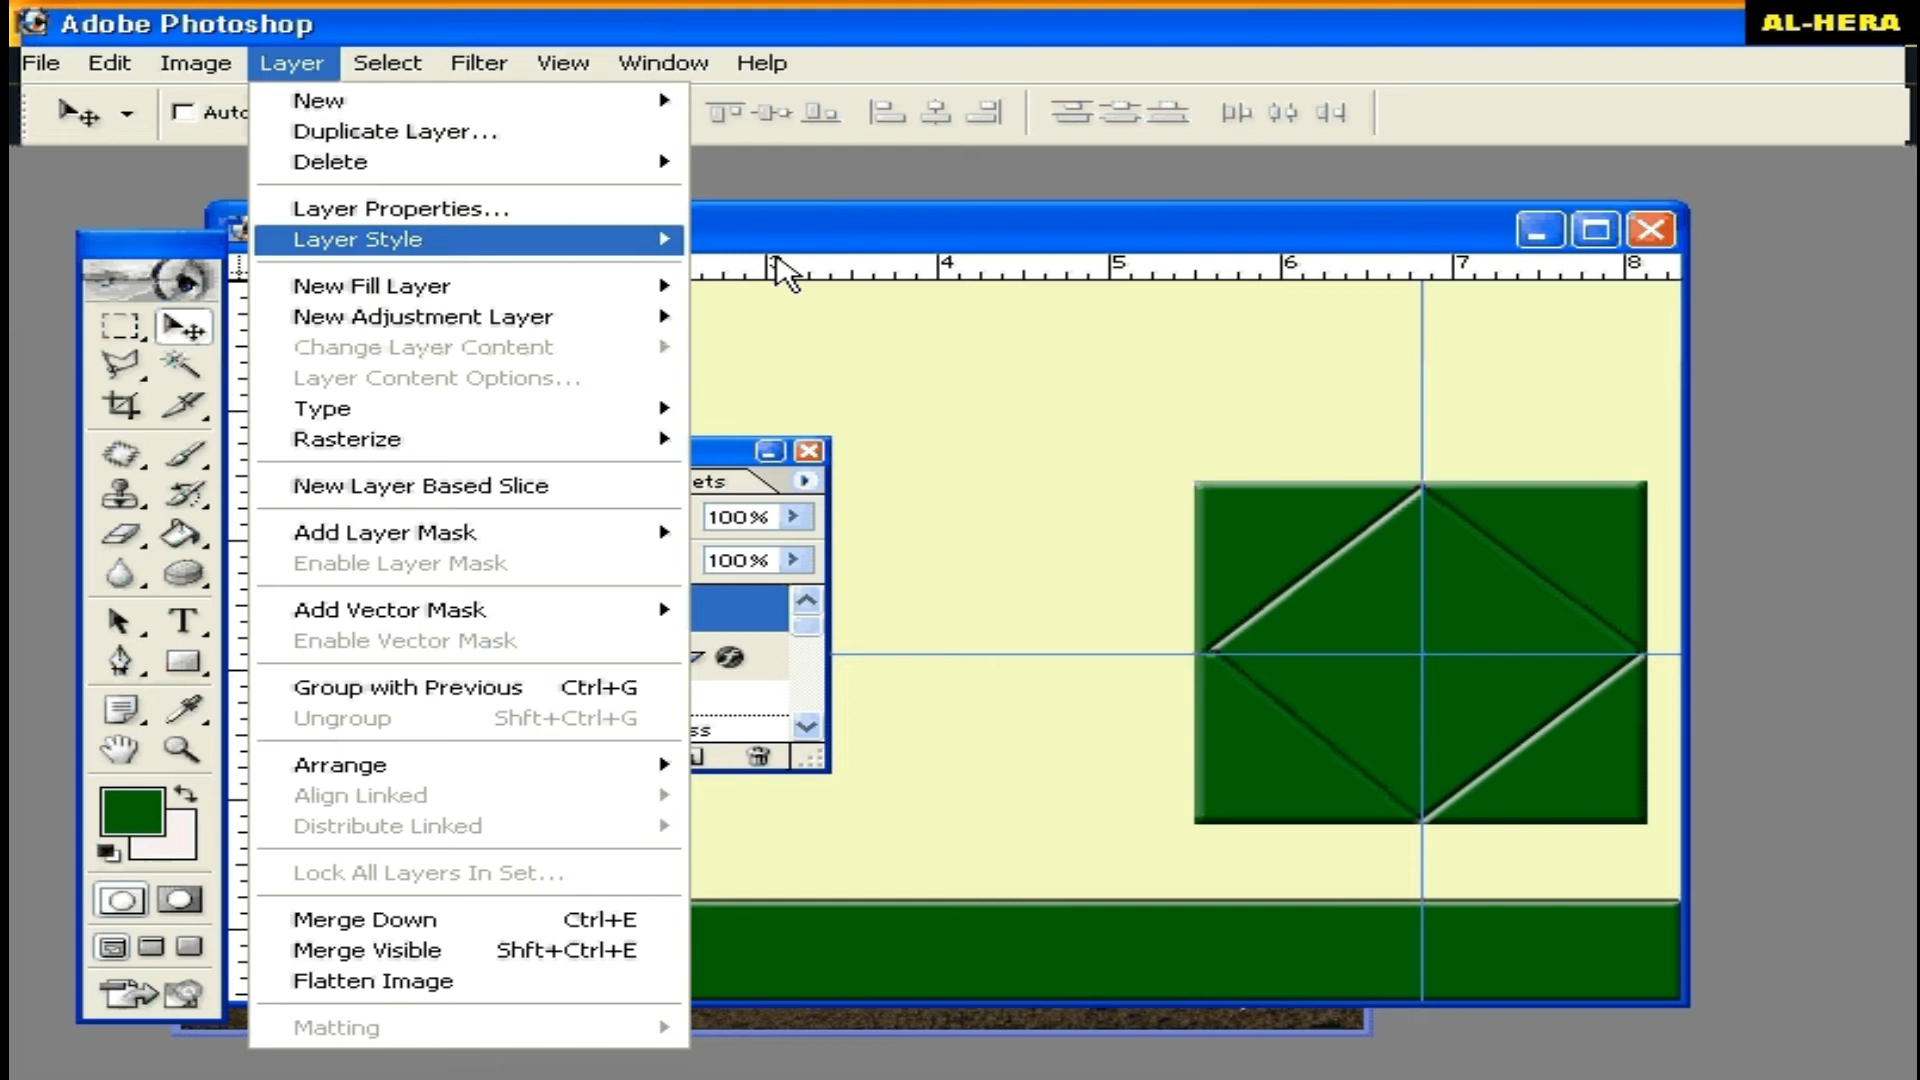 Adobe Photoshop
AL-HERA
File Edit Image Layer Select Filter View Window Help
Auto
New
Duplicate Layer...
Delete
Layer Properties...
Layer Style
New Fill Layer
New Adjustment Layer
Change Layer Content
Layer Content Options...
Type
Rasterize
New Layer Based Slice
Add Layer Mask
Enable Layer Mask
Add Vector Mask
Enable Vector Mask
Group with Previous Ctrl+G
Ungroup Shft+Ctrl+G
Arrange
Align Linked
Distribute Linked
Lock All Layers In Set...
Merge Down Ctrl+E
Merge Visible Shft+Ctrl+E
Flatten Image
Matting
3 4 5 6 7 8
ets
100%
100%
ss
T